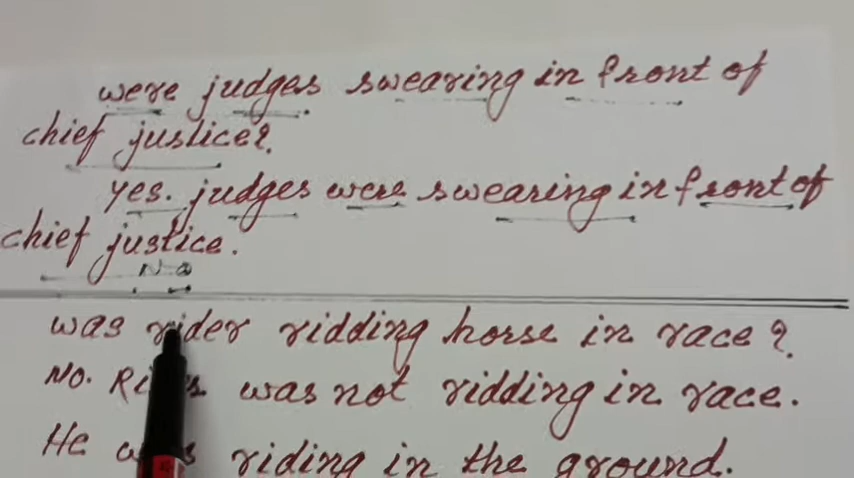 were judges swearing in front of
chief justice?
yes. judges were swearing in front of
chief justice.
No
was rider ridding horse in race?
No. was not ridding in race.
He riding in the ground.